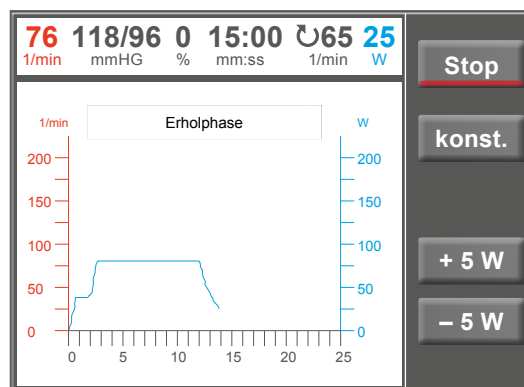 76 118/96 0 15:00 ↻65 25
1/min mmHG % mm:ss 1/min W
Stop
1/min Erholphase W
konst.
200 200
150 150
100 100
+ 5 W
50 50
– 5 W
0 0
0 5 10 15 20 25